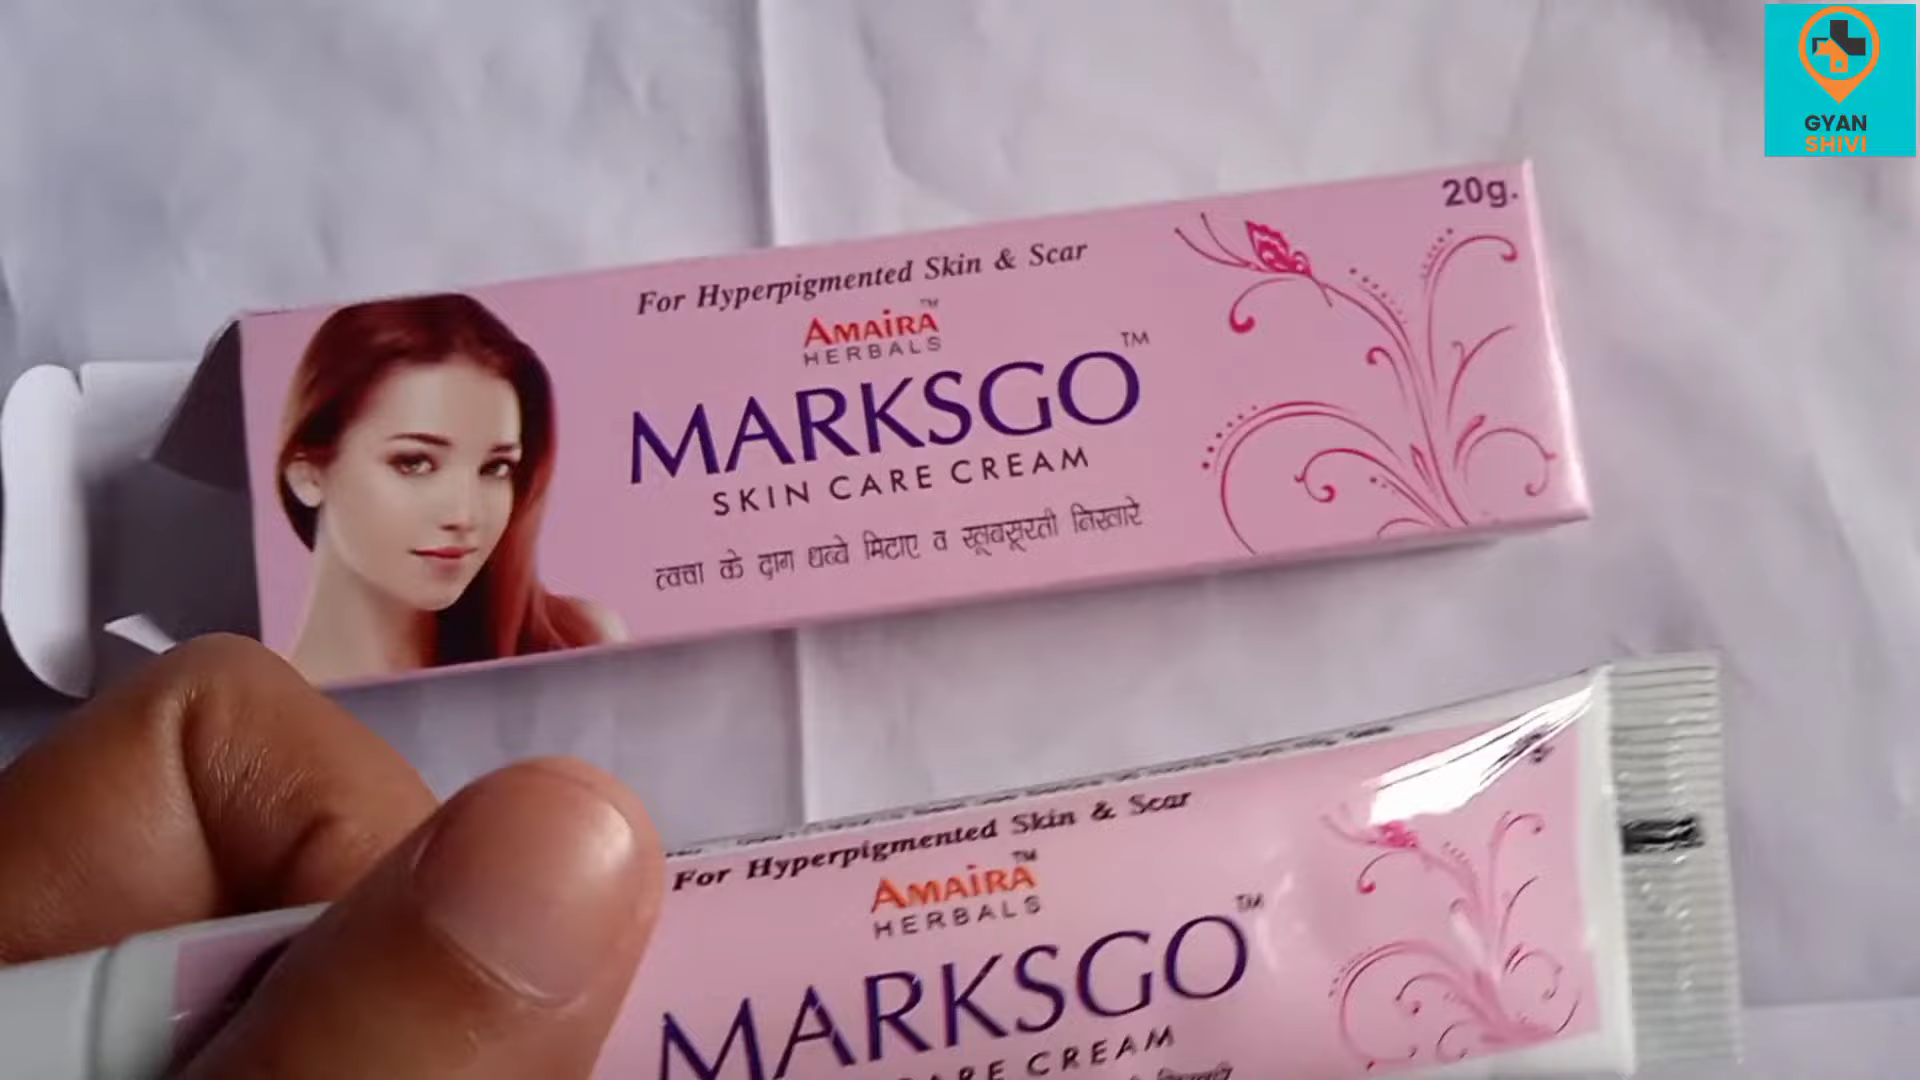 GYAN
SHIVI
20g.
For Hyperpigmented Skin & Scar
AMAIRA™
HERBALS
MARKSGO™
SKIN CARE CREAM
त्वचा के दाग धब्बे मिटाए व खूबसूरती निखारे
For Hyperpigmented Skin & Scar
AMAIRA™
HERBALS
MARKSGO™
CARE CREAM